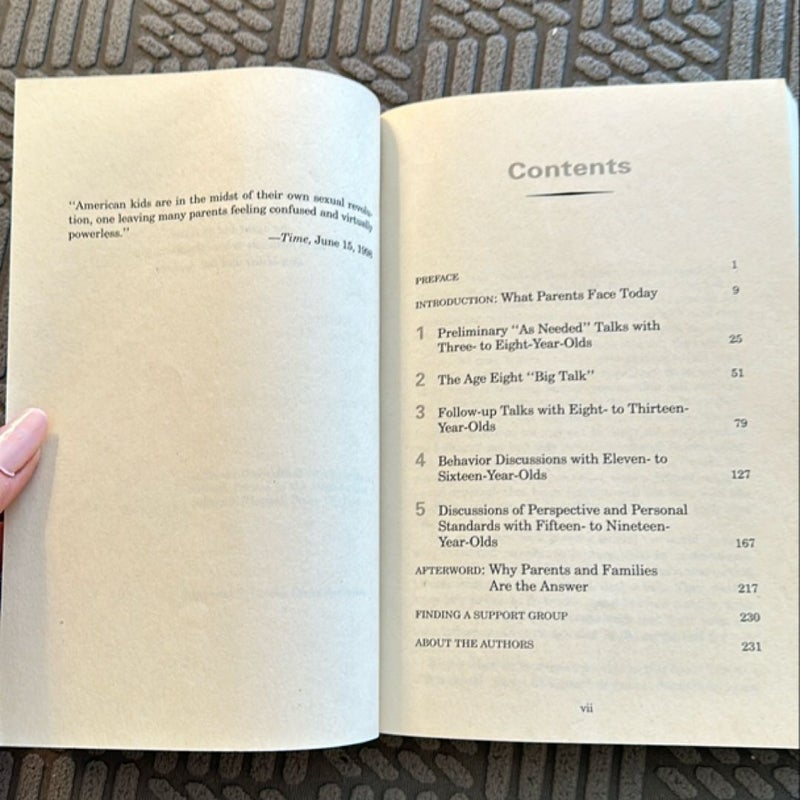 "American kids are in the midst of their own sexual revolu-
tion, one leaving many parents feeling confused and virtually
powerless."
—Time, June 15, 1998
Contents
PREFACE 1
INTRODUCTION: What Parents Face Today 9
1 Preliminary "As Needed" Talks with
Three- to Eight-Year-Olds 25
2 The Age Eight "Big Talk" 51
3 Follow-up Talks with Eight- to Thirteen-
Year-Olds 79
4 Behavior Discussions with Eleven- to
Sixteen-Year-Olds 127
5 Discussions of Perspective and Personal
Standards with Fifteen- to Nineteen-
Year-Olds 167
AFTERWORD: Why Parents and Families
Are the Answer 217
FINDING A SUPPORT GROUP 230
ABOUT THE AUTHORS 231
vii